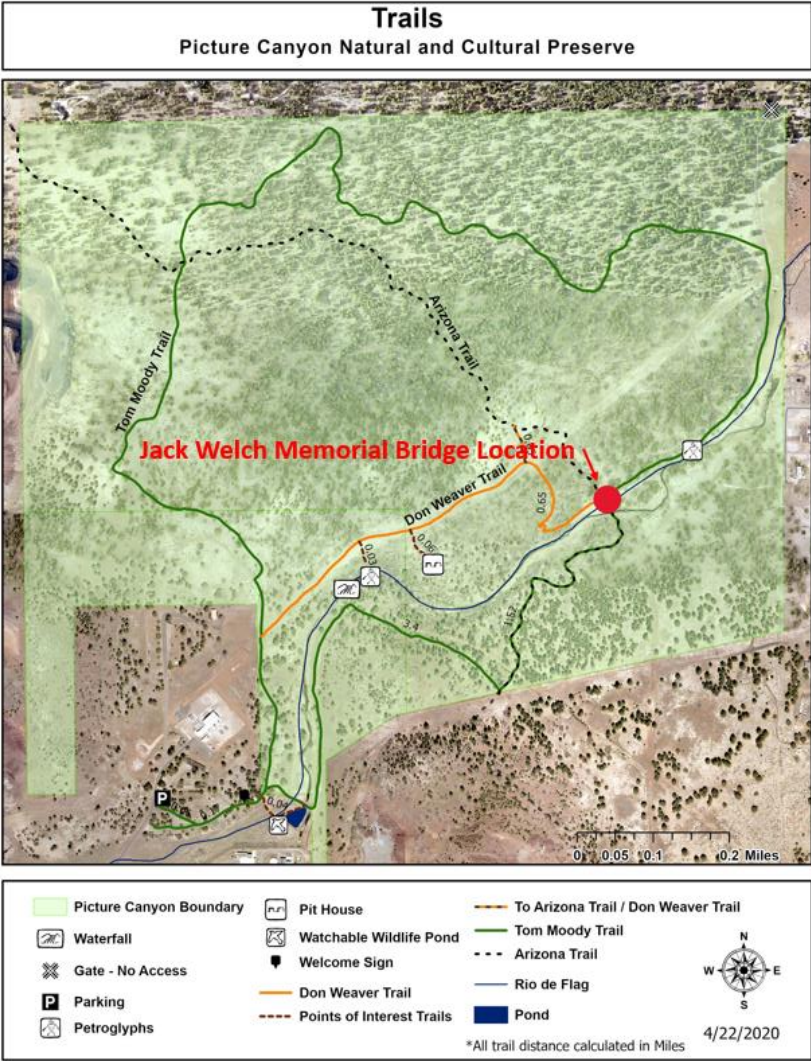 Trails
Picture Canyon Natural and Cultural Preserve
Arizona Trail
Tom Moody Trail
Jack Welch Memorial Bridge Location
Don Weaver Trail
0.65
0.03
0.06
3.4
0.04
P
0 0.05 0.1 0.2 Miles
Picture Canyon Boundary
Waterfall
Gate - No Access
P Parking
Petroglyphs
Pit House
Watchable Wildlife Pond
Welcome Sign
Don Weaver Trail
Points of Interest Trails
To Arizona Trail / Don Weaver Trail
Tom Moody Trail
Arizona Trail
Rio de Flag
Pond
*All trail distance calculated in Miles
N
W E
S
4/22/2020